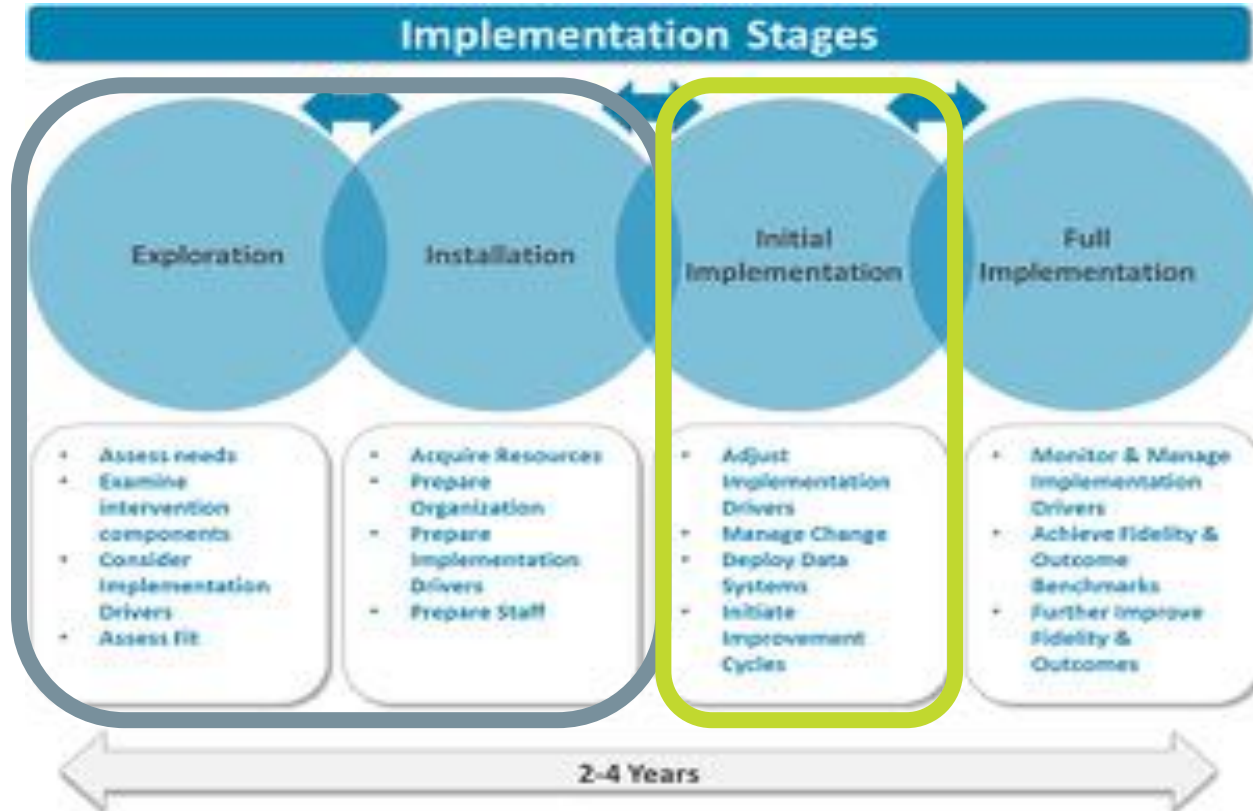 Implementation Stages
Exploration
Installation
Initial
Implementation
Full
Implementation
• Assess needs
• Examine
intervention
components
• Consider
Implementation
Drivers
• Assess Fit
• Acquire Resources
• Prepare
Organization
• Prepare
Implementation
Drivers
• Prepare Staff
• Adjust
Implementation
Drivers
• Manage Change
• Deploy Data
Systems
• Initiate
Improvement
Cycles
• Monitor & Manage
Implementation
Drivers
• Achieve Fidelity &
Outcome
Benchmarks
• Further Improve
Fidelity &
Outcomes
2-4 Years